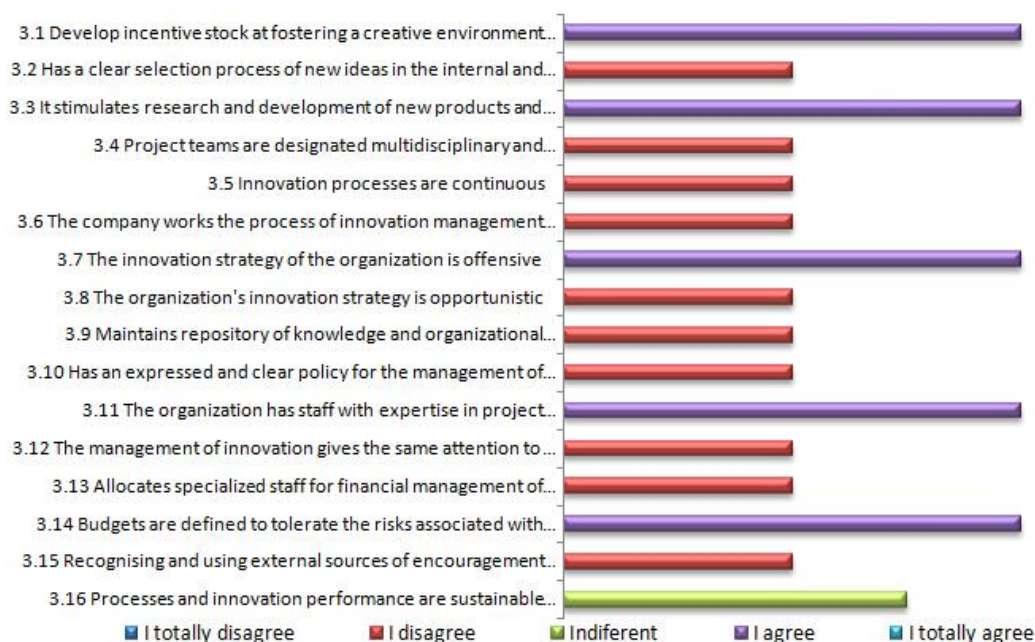 3.1 Develop incentive stock at fostering a creative environment...
3.2 Has a clear selection process of new ideas in the internal and...
3.3 It stimulates research and development of new products and...
3.4 Project teams are designated multidisciplinary and...
3.5 Innovation processes are continuous
3.6 The company works the process of innovation management...
3.7 The innovation strategy of the organization is offensive
3.8 The organization's innovation strategy is opportunistic
3.9 Maintains repository of knowledge and organizational...
3.10 Has an expressed and clear policy for the management of...
3.11 The organization has staff with expertise in project...
3.12 The management of innovation gives the same attention to...
3.13 Allocates specialized staff for financial management of...
3.14 Budgets are defined to tolerate the risks associated with...
3.15 Recognising and using external sources of encouragement...
3.16 Processes and innovation performance are sustainable...
I totally disagree I disagree Indiferent I agree I totally agree